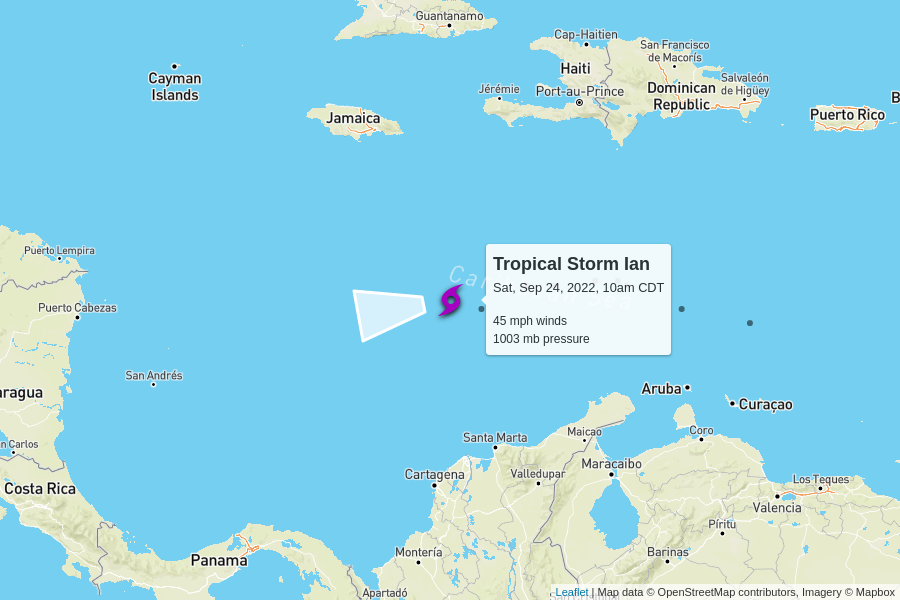 Guantanamo
Cap-Haitien
San Francisco
de Macorís
Cayman
Islands
Haiti
Salvaleón
de Higüey
Jérémie
Port-au-Prince
Dominican
Republic
B
Jamaica
Puerto Rico
Puerto Lempira
Tropical Storm Ian
Sat, Sep 24, 2022, 10am CDT
45 mph winds
1003 mb pressure
Ca
Puerto Cabezas
San Andrés
aragua
Aruba
Curaçao
Santa Marta
Maicao
Coro
n Carlos
Cartagena
Valledupar
Maracaibo
Costa Rica
Los Teques
Valencia
Píritu
Panama
Montería
Barinas
Apartadó
Leaflet | Map data © OpenStreetMap contributors, Imagery © Mapbox